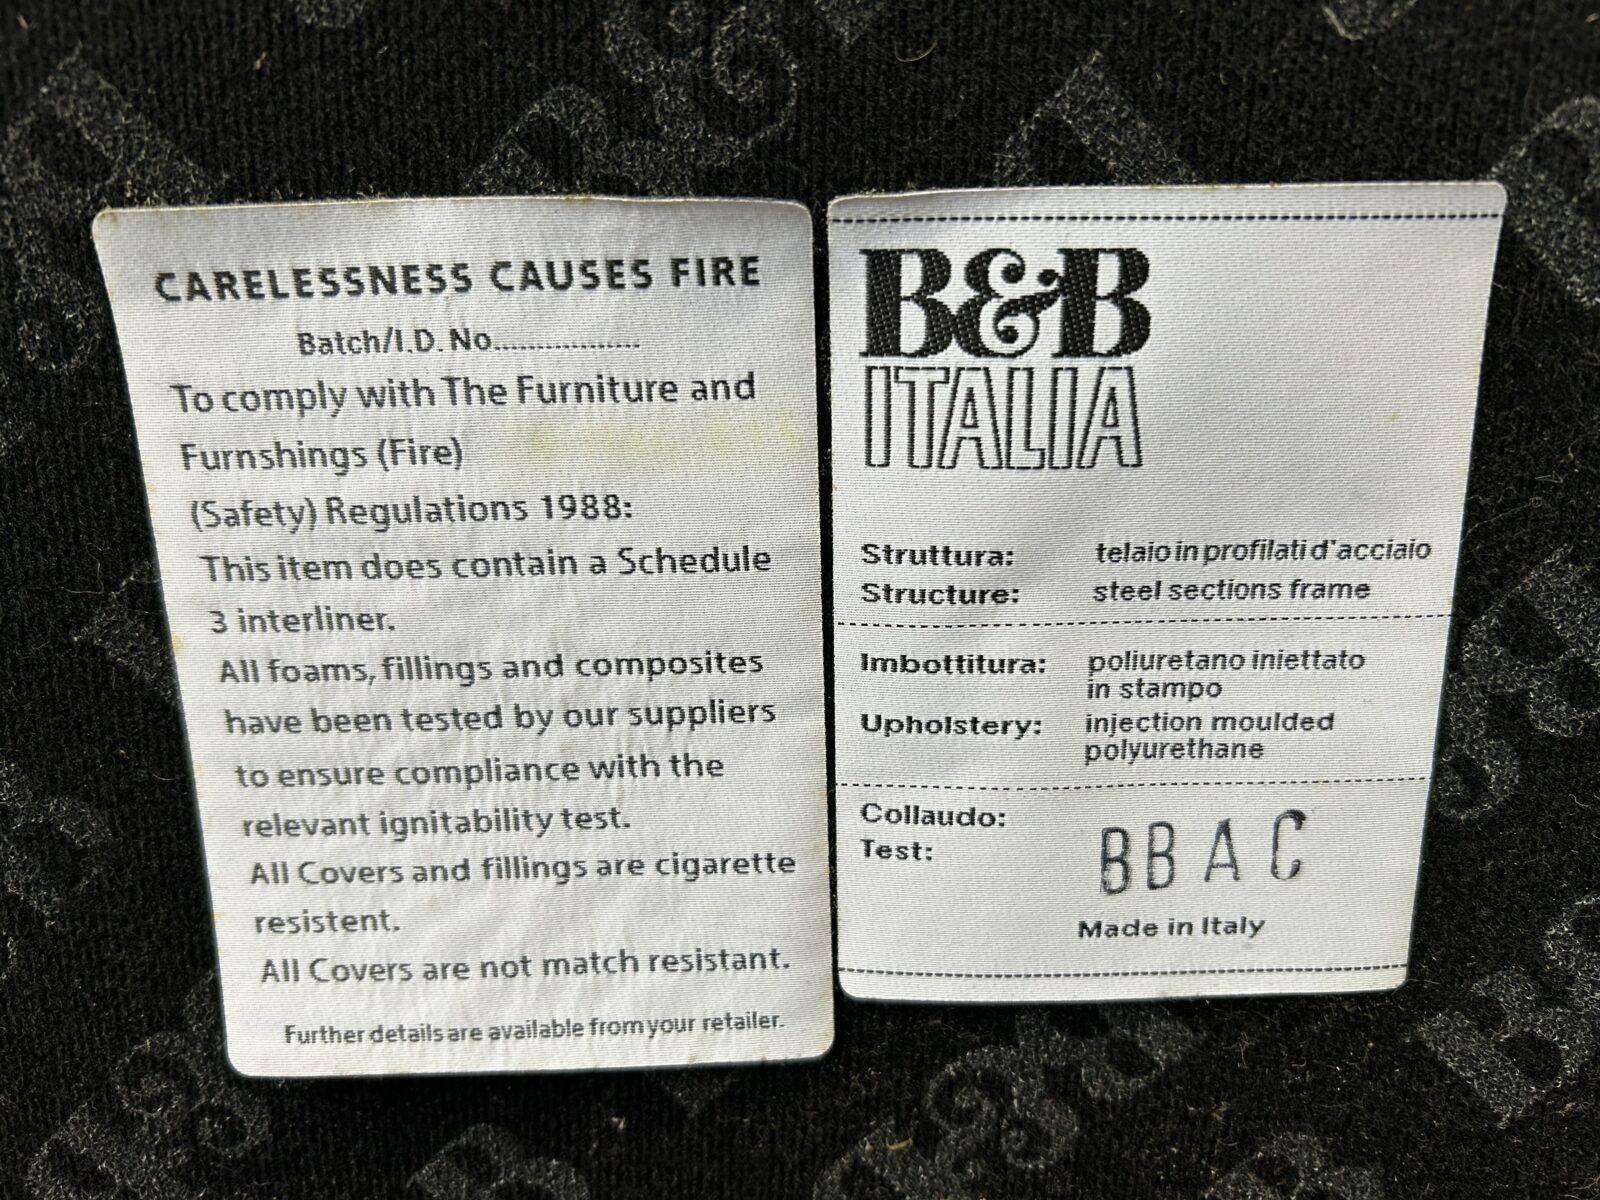 CARELESSNESS CAUSES FIRE
Batch/I.D. No.................
To comply with The Furniture and
Furnshings (Fire)
(Safety) Regulations 1988:
This item does contain a Schedule
3 interliner.
All foams, fillings and composites
have been tested by our suppliers
to ensure compliance with the
relevant ignitability test.
All Covers and fillings are cigarette
resistent.
All Covers are not match resistant.
Further details are available from your retailer.
B&B
ITALIA
Struttura: telaio in profilati d'acciaio
Structure: steel sections frame
Imbottitura: poliuretano iniettato
in stampo
Upholstery: injection moulded
polyurethane
Collaudo:
Test: BB A C
Made in Italy